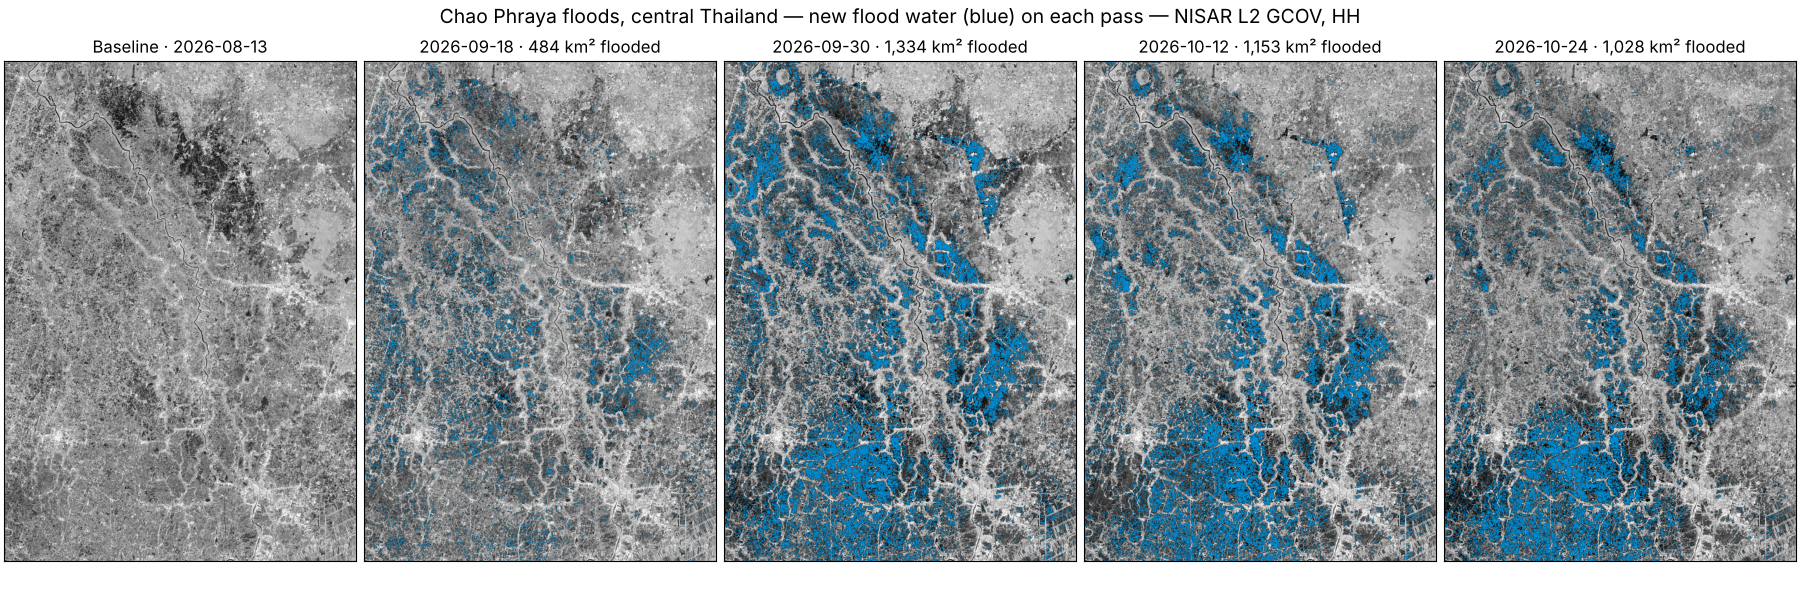 Chao Phraya floods, central Thailand — new flood water (blue) on each pass — NISAR L2 GCOV, HH
Baseline · 2026-08-13
2026-09-18 · 484 km² flooded
2026-09-30 · 1,334 km² flooded
2026-10-12 · 1,153 km² flooded
2026-10-24 · 1,028 km² flooded